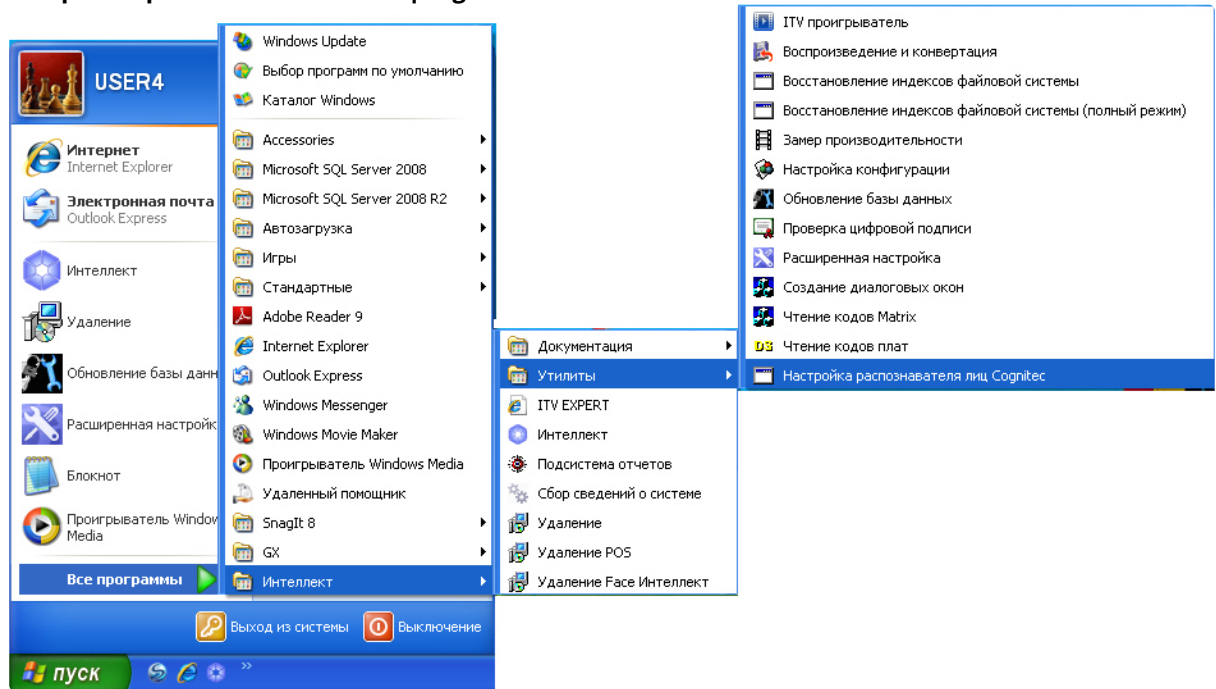 USER4
Интернет
Internet Explorer
Электронная почта
Outlook Express
Интеллект
Удаление
Обновление базы данн
Расширенная настройк
Блокнот
Проигрыватель Window
Media
Все программы
Выход из системы
Выключение
пуск
Windows Update
Выбор программ по умолчанию
Каталог Windows
Accessories
Microsoft SQL Server 2008
Microsoft SQL Server 2008 R2
Автозагрузка
Игры
Стандартные
Adobe Reader 9
Internet Explorer
Outlook Express
Windows Messenger
Windows Movie Maker
Проигрыватель Windows Media
Удаленный помощник
SnagIt 8
GX
Интеллект
Документация
Утилиты
ITV EXPERT
Интеллект
Подсистема отчетов
Сбор сведений о системе
Удаление
Удаление POS
Удаление Face Интеллект
ITV проигрыватель
Воспроизведение и конвертация
Восстановление индексов файловой системы
Восстановление индексов файловой системы (полный режим)
Замер производительности
Настройка конфигурации
Обновление базы данных
Проверка цифровой подписи
Расширенная настройка
Создание диалоговых окон
Чтение кодов Matrix
Чтение кодов плат
Настройка распознавателя лиц Cognitec